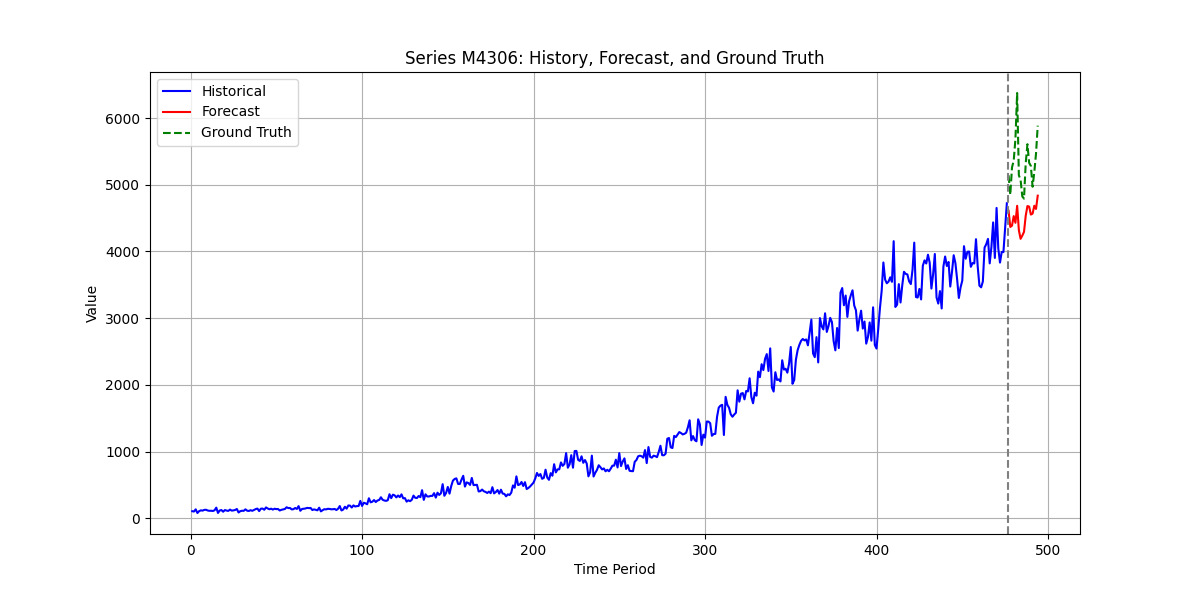 Series M4306: History, Forecast, and Ground Truth
Historical
Forecast
Ground Truth
6000
5000
4000
3000
2000
1000
0
Value
0 100 200 300 400 500
Time Period